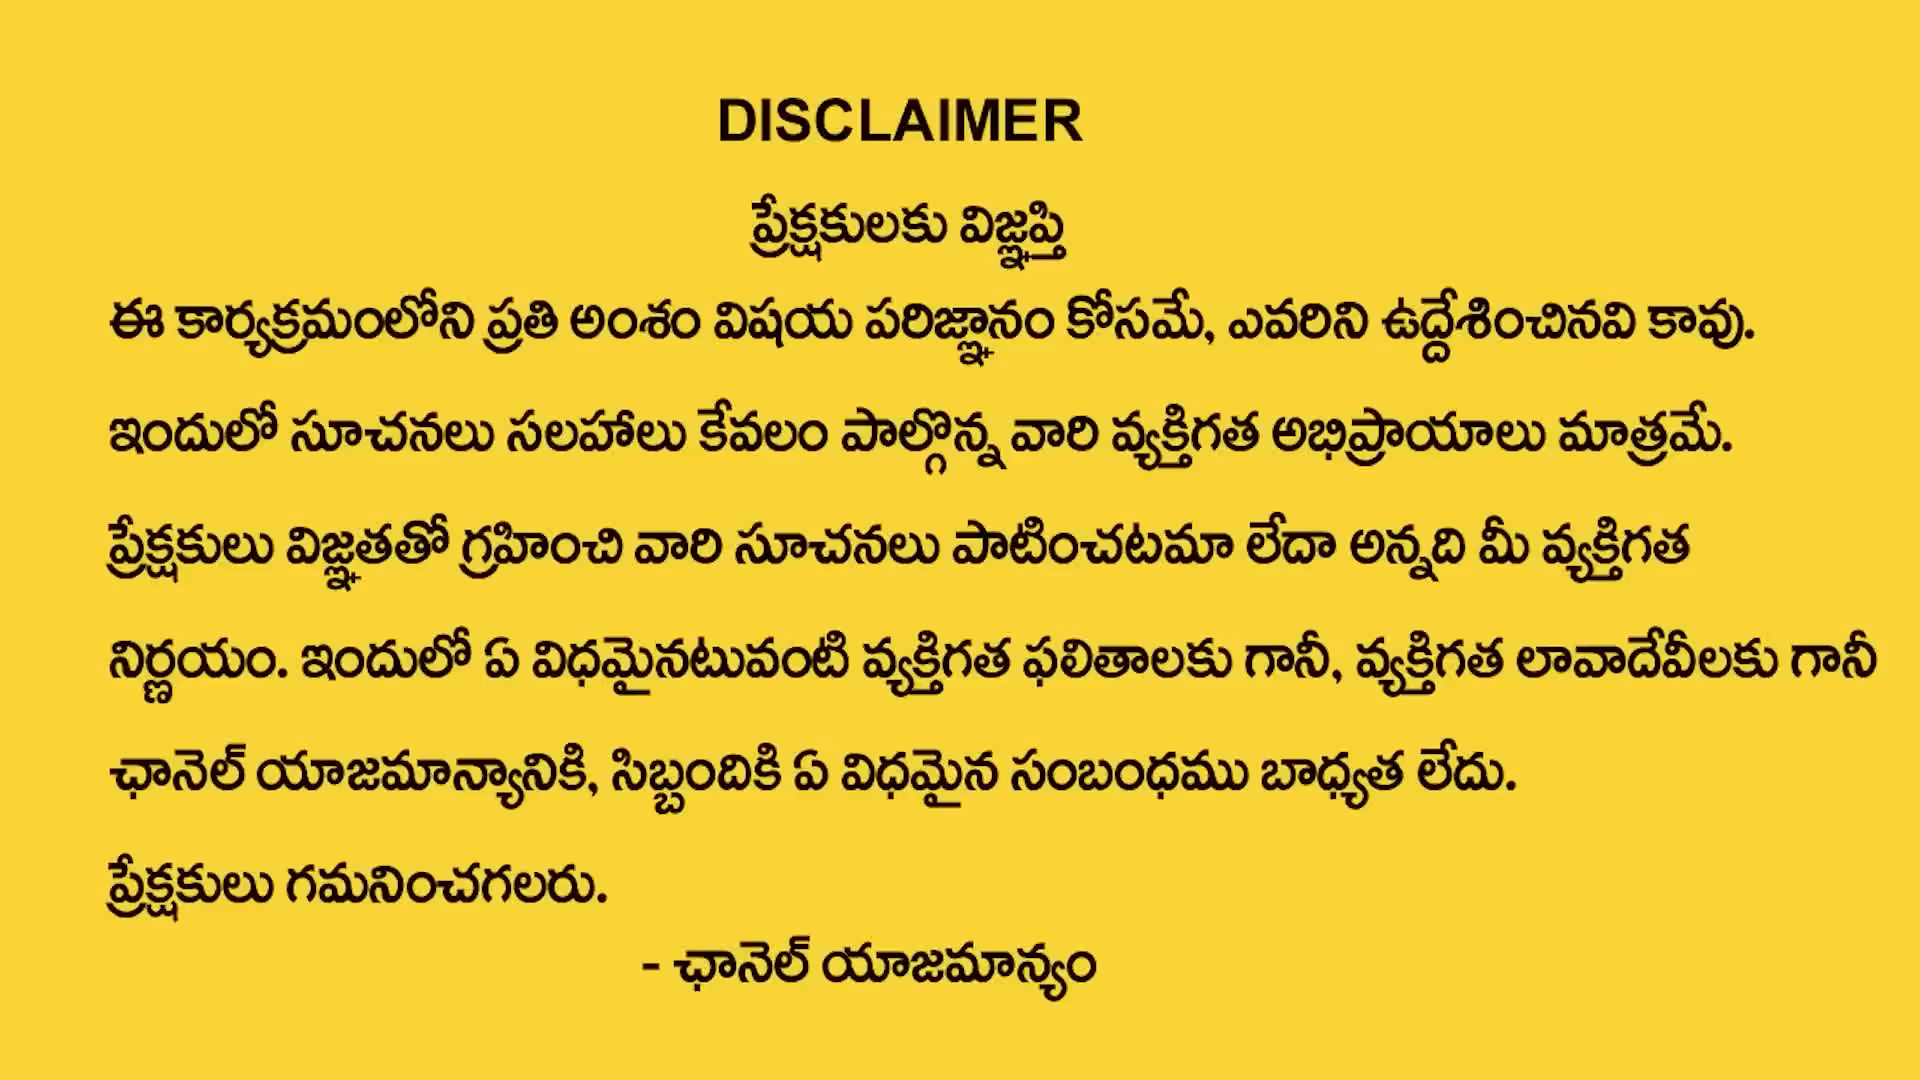 DISCLAIMER
ప్రేక్షకులకు విజ్ఞప్తి
ఈ కార్యక్రమంలోని ప్రతి అంశం విషయ పరిజ్ఞానం కోసమే, ఎవరిని ఉద్దేశించినవి కావు.
ఇందులో సూచనలు సలహాలు కేవలం పాల్గొన్న వారి వ్యక్తిగత అభిప్రాయాలు మాత్రమే.
ప్రేక్షకులు విజ్ఞతతో గ్రహించి వారి సూచనలు పాటించటమా లేదా అన్నది మీ వ్యక్తిగత
నిర్ణయం. ఇందులో ఏ విధమైనటువంటి వ్యక్తిగత ఫలితాలకు గానీ, వ్యక్తిగత లావాదేవీలకు గానీ
ఛానెల్ యాజమాన్యానికి, సిబ్బందికి ఏ విధమైన సంబంధము బాధ్యత లేదు.
ప్రేక్షకులు గమనించగలరు.
- ఛానెల్ యాజమాన్యం